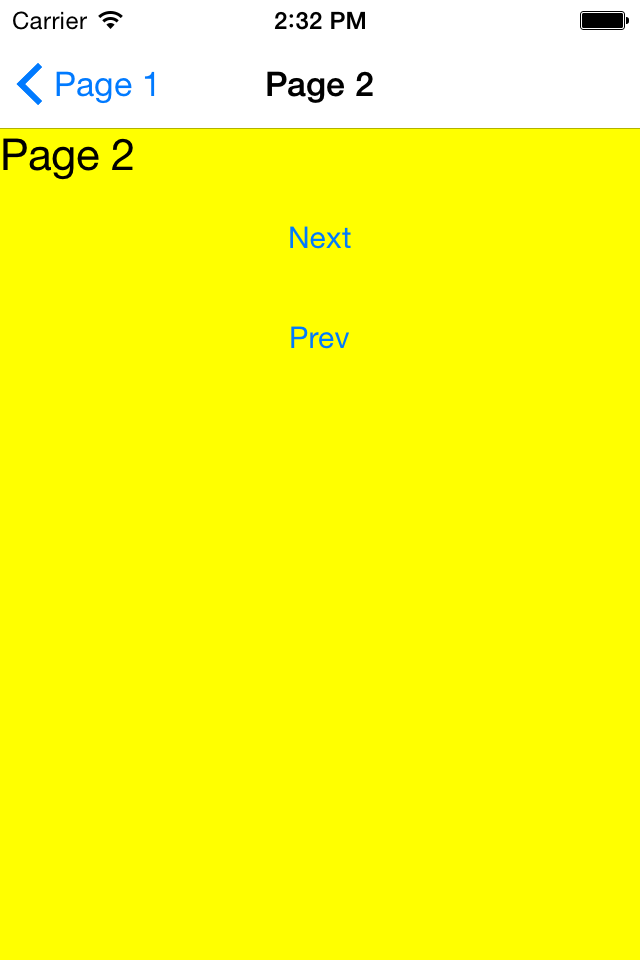 Carrier 2:32 PM
Page 1 Page 2
Page 2
Next
Prev